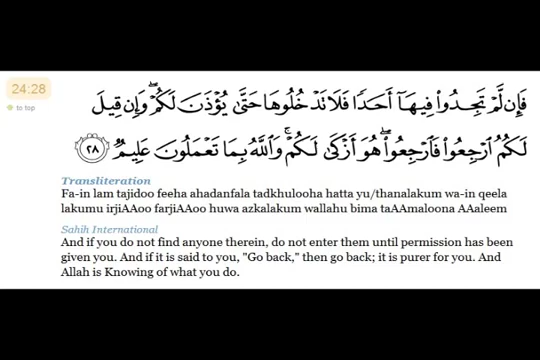 24:28
to top
فَإِن لَّمْ تَجِدُوا۟ فِيهَآ أَحَدًا فَلَا تَدْخُلُوهَا حَتَّىٰ يُؤْذَنَ لَكُمْ ۖ وَإِن قِيلَ
لَكُمُ ٱرْجِعُوا۟ فَٱرْجِعُوا۟ ۖ هُوَ أَزْكَىٰ لَكُمْ ۚ وَٱللَّهُ بِمَا تَعْمَلُونَ عَلِيمٌ ٢٨
Transliteration
Fa-in lam tajidoo feeha ahadanfala tadkhulooha hatta yu/thanalakum wa-in qeela
lakumu irjiAAoo farjiAAoo huwa azkalakum wallahu bima taAAmaloona AAaleem
Sahih International
And if you do not find anyone therein, do not enter them until permission has been
given you. And if it is said to you, "Go back," then go back; it is purer for you. And
Allah is Knowing of what you do.